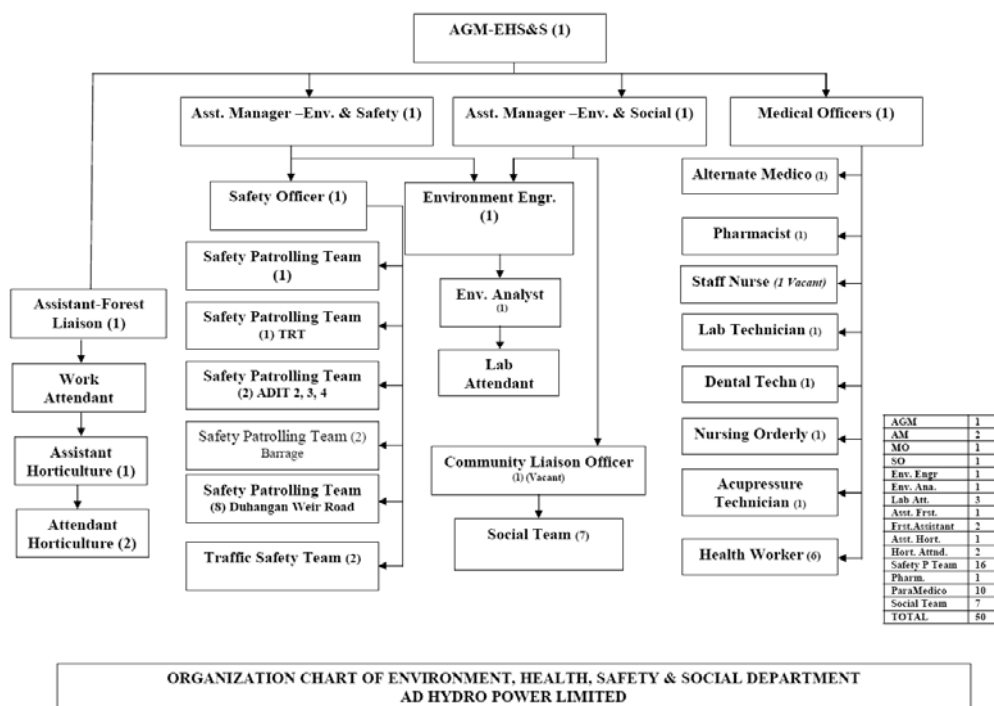 AGM-EHS&S (1)
Asst. Manager –Env. & Safety (1)
Asst. Manager –Env. & Social (1)
Medical Officers (1)
Safety Officer (1)
Environment Engr.
(1)
Alternate Medico (1)
Safety Patrolling Team
(1)
Pharmacist (1)
Assistant-Forest
Liaison (1)
Env. Analyst
(1)
Staff Nurse (1 Vacant)
Safety Patrolling Team
(1) TRT
Lab Technician (1)
Work
Attendant
Safety Patrolling Team
(2) ADIT 2, 3, 4
Lab
Attendant
Dental Techn (1)
Assistant
Horticulture (1)
Safety Patrolling Team (2)
Barrage
Community Liaison Officer
(1) (Vacant)
Nursing Orderly (1)
Attendant
Horticulture (2)
Safety Patrolling Team
(8) Duhangan Weir Road
Social Team (7)
Acupressure
Technician (1)
Traffic Safety Team (2)
Health Worker (6)
AGM 1
AM 2
MO 1
SO 1
Env. Engr 1
Env. Ana. 1
Lab Att. 3
Asst. Frst. 1
Frst.Assistant 2
Asst. Hort. 1
Hort. Attnd. 2
Safety P Team 16
Pharm. 1
ParaMedico 10
Social Team 7
TOTAL 50
ORGANIZATION CHART OF ENVIRONMENT, HEALTH, SAFETY & SOCIAL DEPARTMENT
AD HYDRO POWER LIMITED